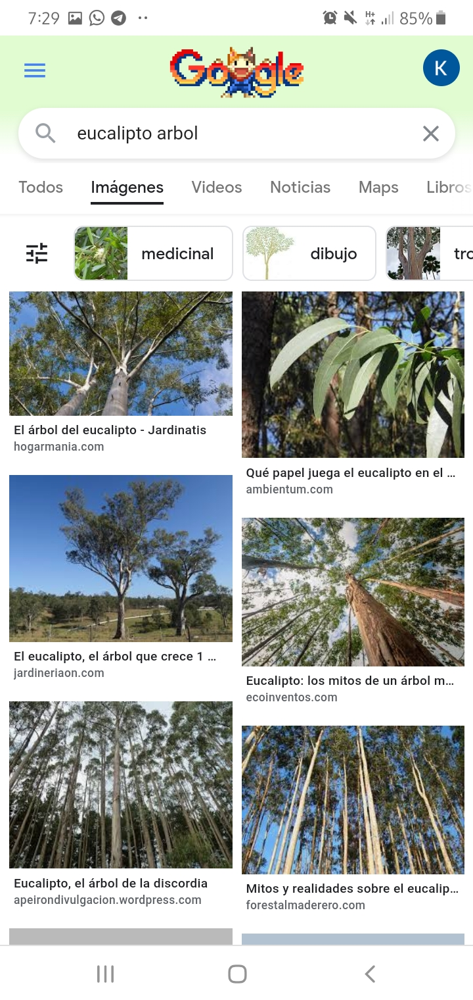 7:29
H+
85%
Google
K
eucalipto arbol
Todos Imágenes Videos Noticias Maps Libros
medicinal dibujo tro
El árbol del eucalipto - Jardinatis
hogarmania.com
Qué papel juega el eucalipto en el ...
ambientum.com
El eucalipto, el árbol que crece 1 ...
jardineriaon.com
Eucalipto: los mitos de un árbol m...
ecoinventos.com
Eucalipto, el árbol de la discordia
apeirondivulgacion.wordpress.com
Mitos y realidades sobre el eucalip...
forestalmaderero.com